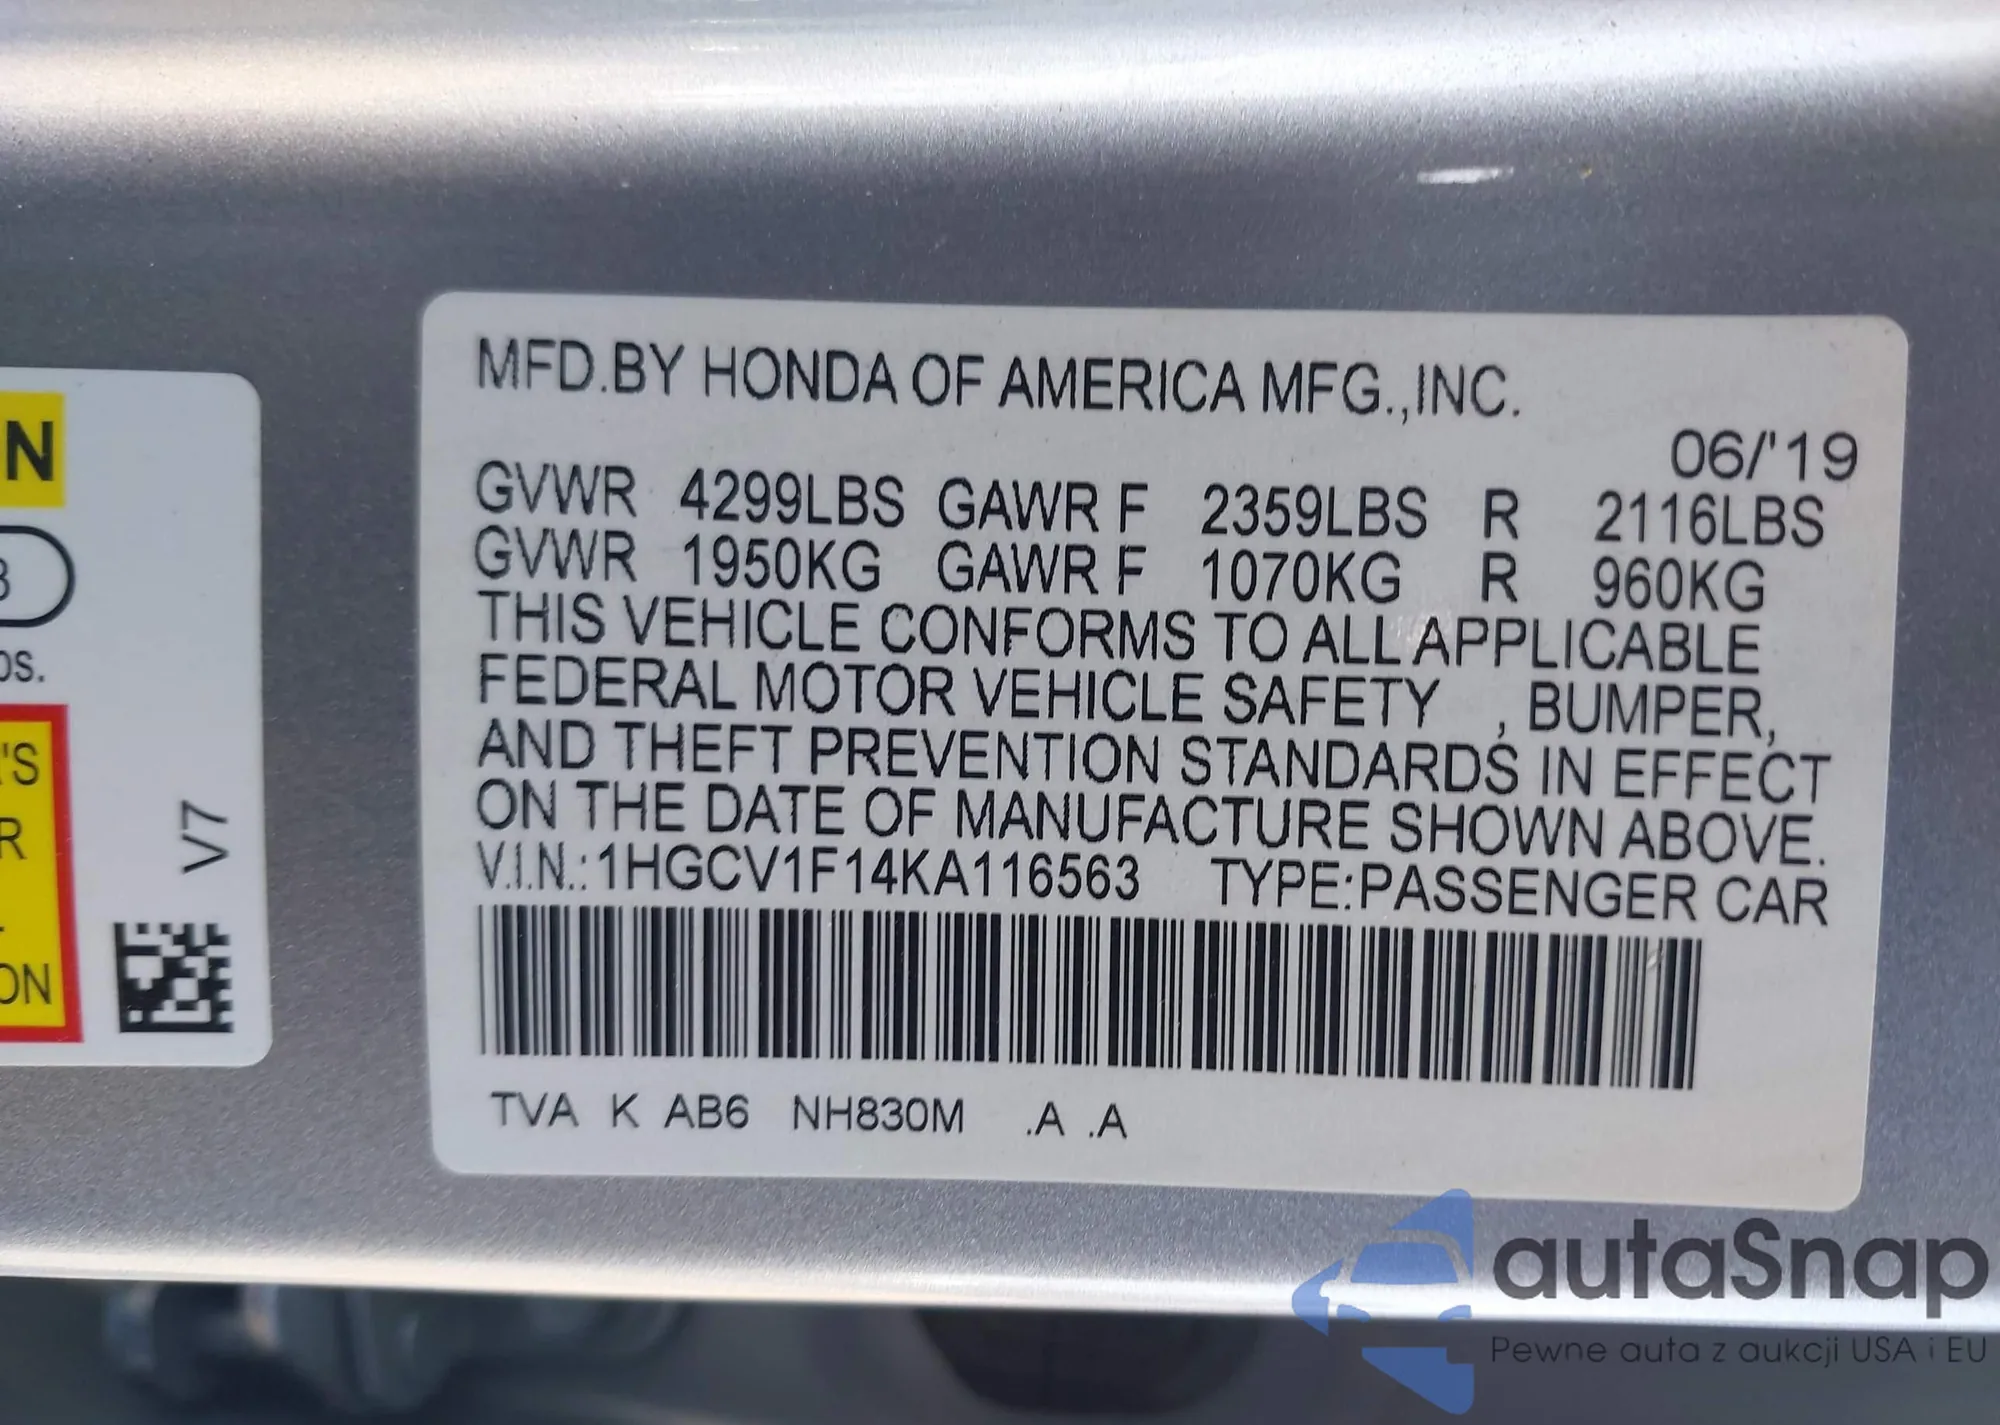 MFD.BY HONDA OF AMERICA MFG.,INC.
06/'19
GVWR 4299LBS GAWR F 2359LBS R 2116LBS
GVWR 1950KG GAWR F 1070KG R 960KG
THIS VEHICLE CONFORMS TO ALL APPLICABLE
FEDERAL MOTOR VEHICLE SAFETY , BUMPER,
AND THEFT PREVENTION STANDARDS IN EFFECT
ON THE DATE OF MANUFACTURE SHOWN ABOVE.
V.I.N.: 1HGCV1F14KA116563 TYPE:PASSENGER CAR
TVA K AB6 NH830M .A .A
N
'S
R
ON
V7
autaSnap
Pewne auta z aukcji USA i EU